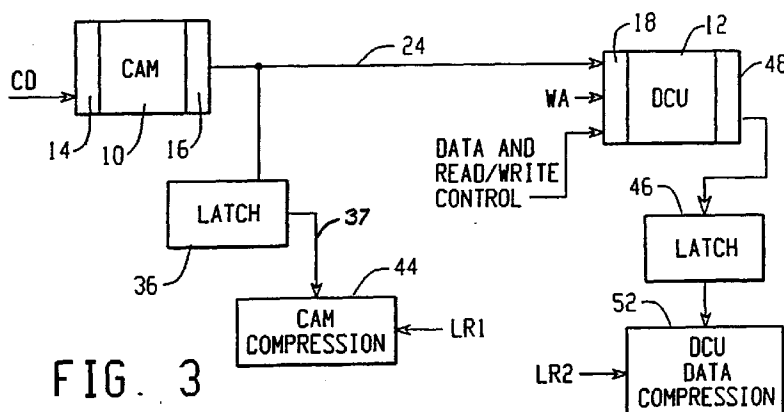 CD
CAM
14
10
16
24
18
12
48
WA
DCU
DATA AND
READ/WRITE
CONTROL
LATCH
36
37
46
LATCH
44
CAM
COMPRESSION
LR1
52
DCU
DATA
COMPRESSION
LR2
FIG. 3